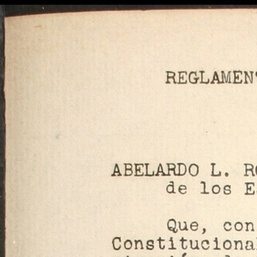 REGLAMEN
ABELARDO L. R
de los E
Que, con
Constituciona